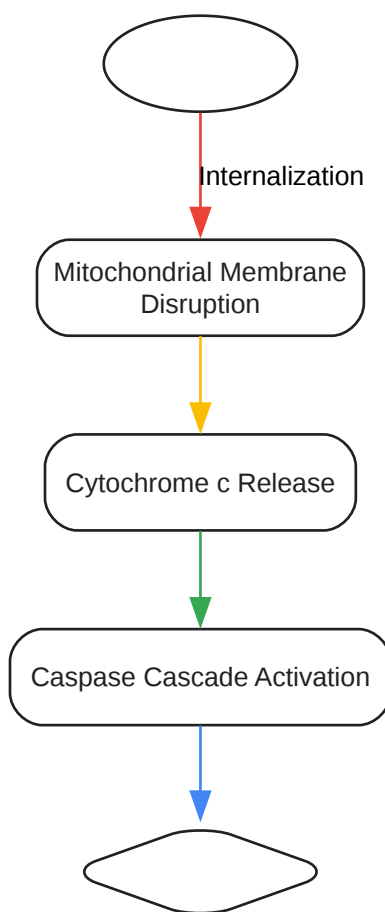 Internalization
Mitochondrial Membrane
Disruption
Cytochrome c Release
Caspase Cascade Activation